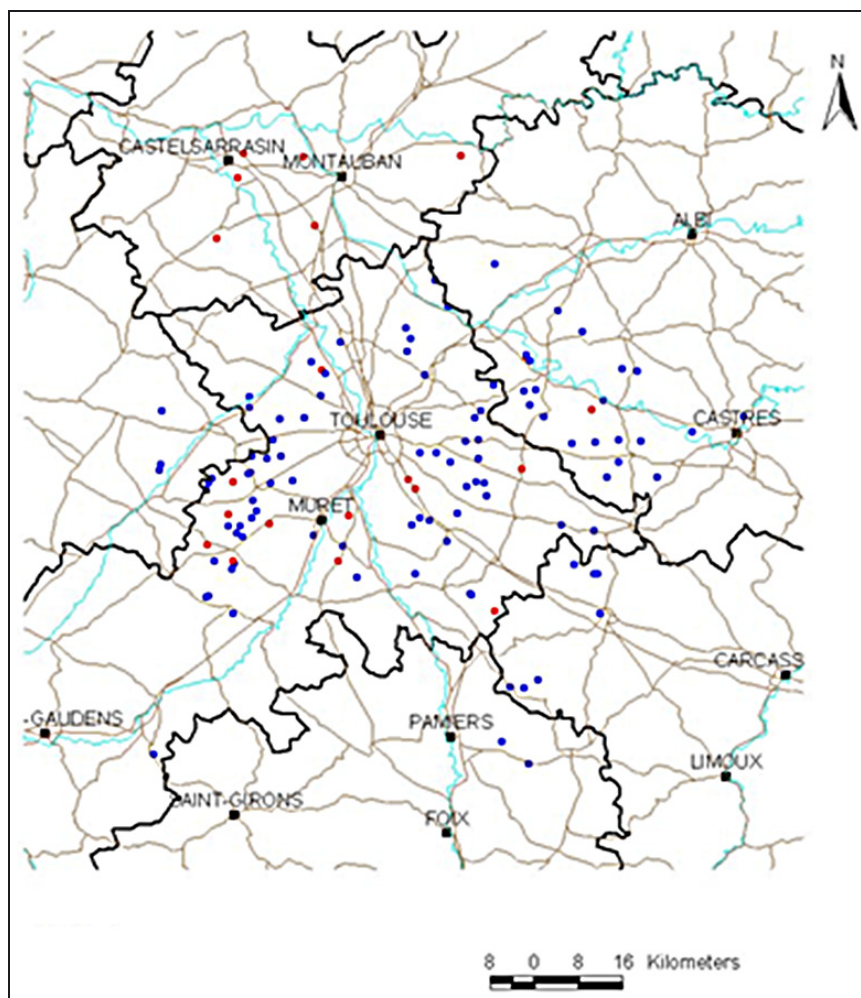 N
CASTELSARRASIN
MONTAUBAN
ALBI
TOULOUSE
CASTRES
MURET
CARCASS
-GAUDENS
PAMIERS
LIMOUX
SAINT-GIRONS
FOIX
8 0 8 16 Kilometers